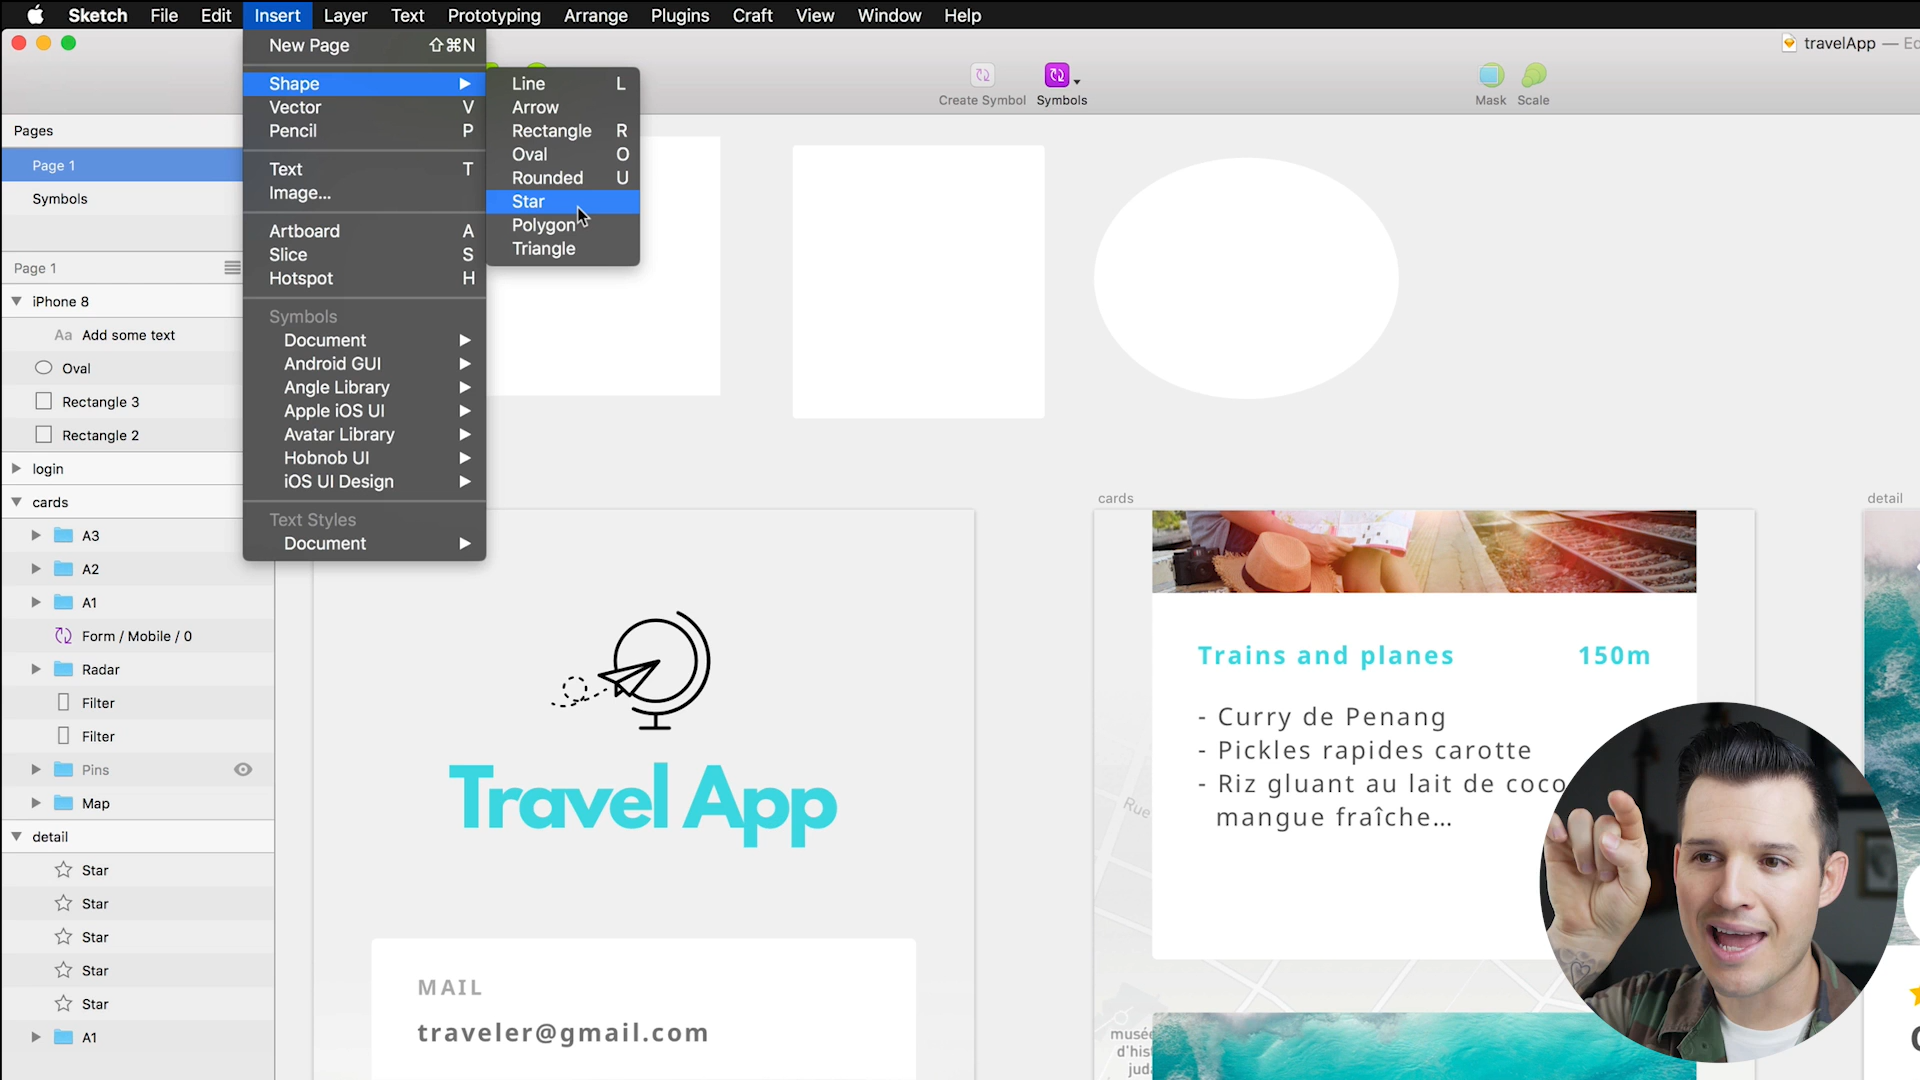 Sketch File Edit Insert Layer Text Prototyping Arrange Plugins Craft View Window Help
travelApp — Ed
New Page ⇧⌘N
Shape
Vector V
Pencil P
Text T
Image...
Artboard A
Slice S
Hotspot H
Symbols
Document
Android GUI
Angle Library
Apple iOS UI
Avatar Library
Hobnob UI
iOS UI Design
Text Styles
Document
Line L
Arrow
Rectangle R
Oval O
Rounded U
Star
Polygon
Triangle
Create Symbol
Symbols
Mask
Scale
Pages
Page 1
Symbols
Page 1
iPhone 8
Aa Add some text
Oval
Rectangle 3
Rectangle 2
login
cards
A3
A2
A1
Form / Mobile / 0
Radar
Filter
Filter
Pins
Map
detail
Star
Star
Star
Star
Star
A1
Travel App
MAIL
traveler@gmail.com
cards
Trains and planes 150m
- Curry de Penang
- Pickles rapides carotte
- Riz gluant au lait de coco
mangue fraîche...
Rue
musée
d'hist
juda
detail